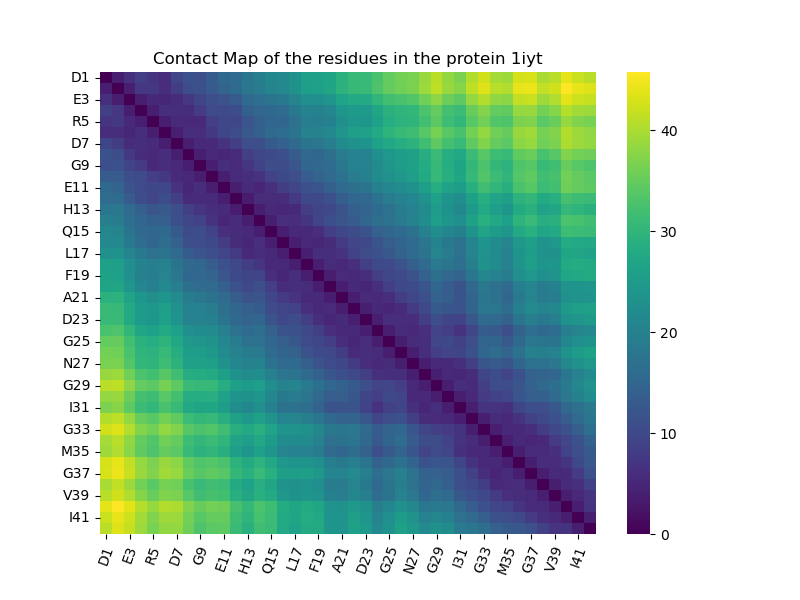 Contact Map of the residues in the protein 1iyt
D1
E3
R5
D7
G9
E11
H13
Q15
L17
F19
A21
D23
G25
N27
G29
I31
G33
M35
G37
V39
I41
D1
E3
R5
D7
G9
E11
H13
Q15
L17
F19
A21
D23
G25
N27
G29
I31
G33
M35
G37
V39
I41
40
30
20
10
0